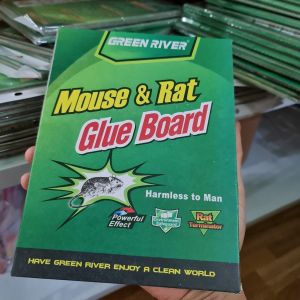 GREEN RIVER
Mouse & Rat
Glue Board
Harmless to Man
Powerful
Effect
Rat
Terminator
HAVE GREEN RIVER ENJOY A CLEAN WORLD